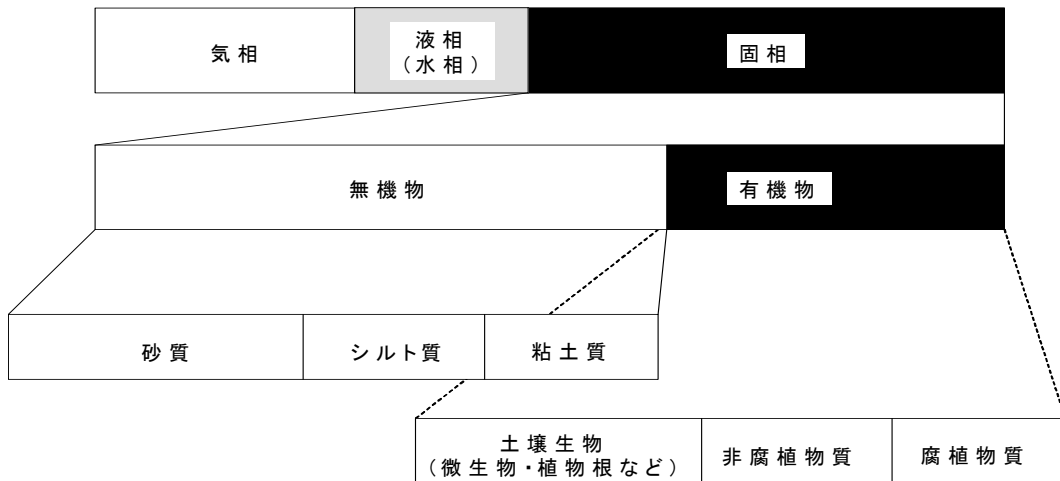 気相
液相
(水相)
固相
無機物
有機物
砂質
シルト質
粘土質
土壌生物
(微生物・植物根など)
非腐植物質
腐植物質